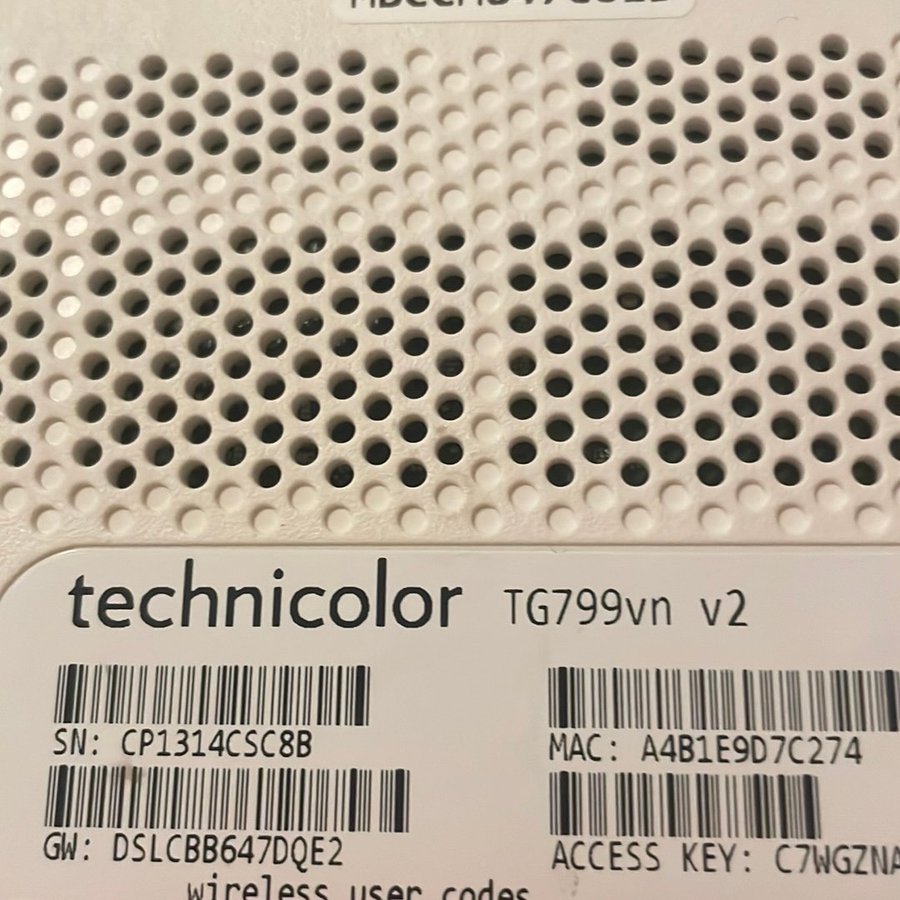 technicolor TG799vn v2
SN: CP1314CSC8B MAC: A4B1E9D7C274
GW: DSLCBB647DQE2 ACCESS KEY: C7WGZNA
wireless user codes